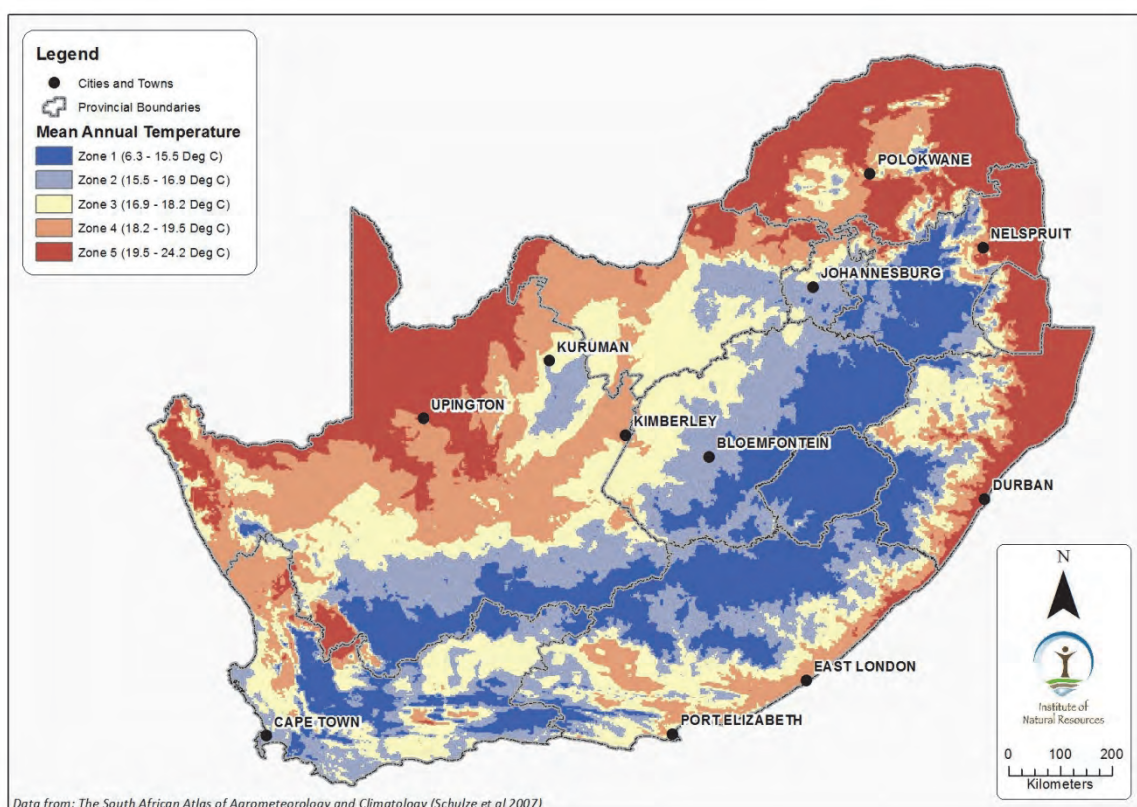 Legend
Cities and Towns
Provincial Boundaries
Mean Annual Temperature
Zone 1 (6.3 - 15.5 Deg C)
Zone 2 (15.5 - 16.9 Deg C)
Zone 3 (16.9 - 18.2 Deg C)
Zone 4 (18.2 - 19.5 Deg C)
Zone 5 (19.5 - 24.2 Deg C)
POLOKWANE
NELSPRUIT
JOHANNESBURG
KURUMAN
UPINGTON
KIMBERLEY
BLOEMFONTEIN
DURBAN
EAST LONDON
CAPE TOWN
PORT ELIZABETH
N
Institute of
Natural Resources
0 100 200
Kilometers
Data from: The South African Atlas of Agrometeorology and Climatology (Schulze et al 2007)